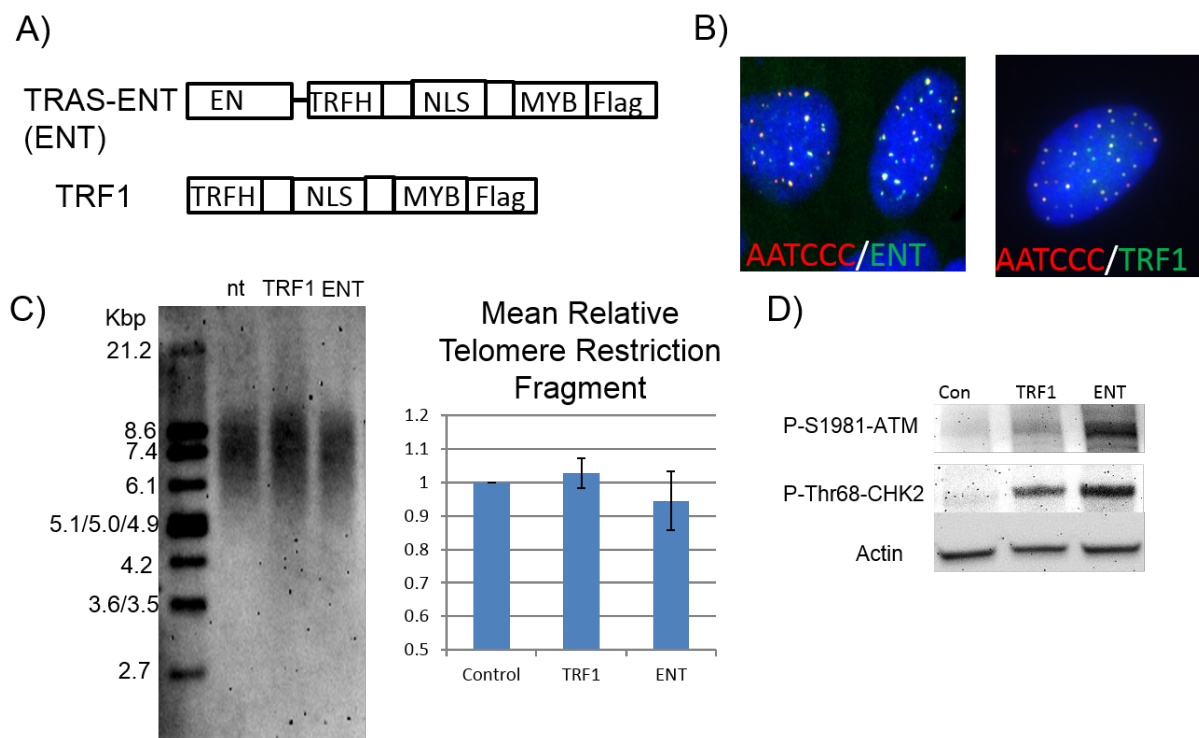 A)
TRAS-ENT
(ENT)
EN TRFH NLS MYB Flag
TRF1
TRFH NLS MYB Flag
B)
AATCCC/ENT
AATCCC/TRF1
C)
nt TRF1 ENT
Kbp
21.2
8.6
7.4
6.1
5.1/5.0/4.9
4.2
3.6/3.5
2.7
Mean Relative
Telomere Restriction
Fragment
1.2
1.1
1
0.9
0.8
0.7
0.6
0.5
Control TRF1 ENT
D)
Con TRF1 ENT
P-S1981-ATM
P-Thr68-CHK2
Actin